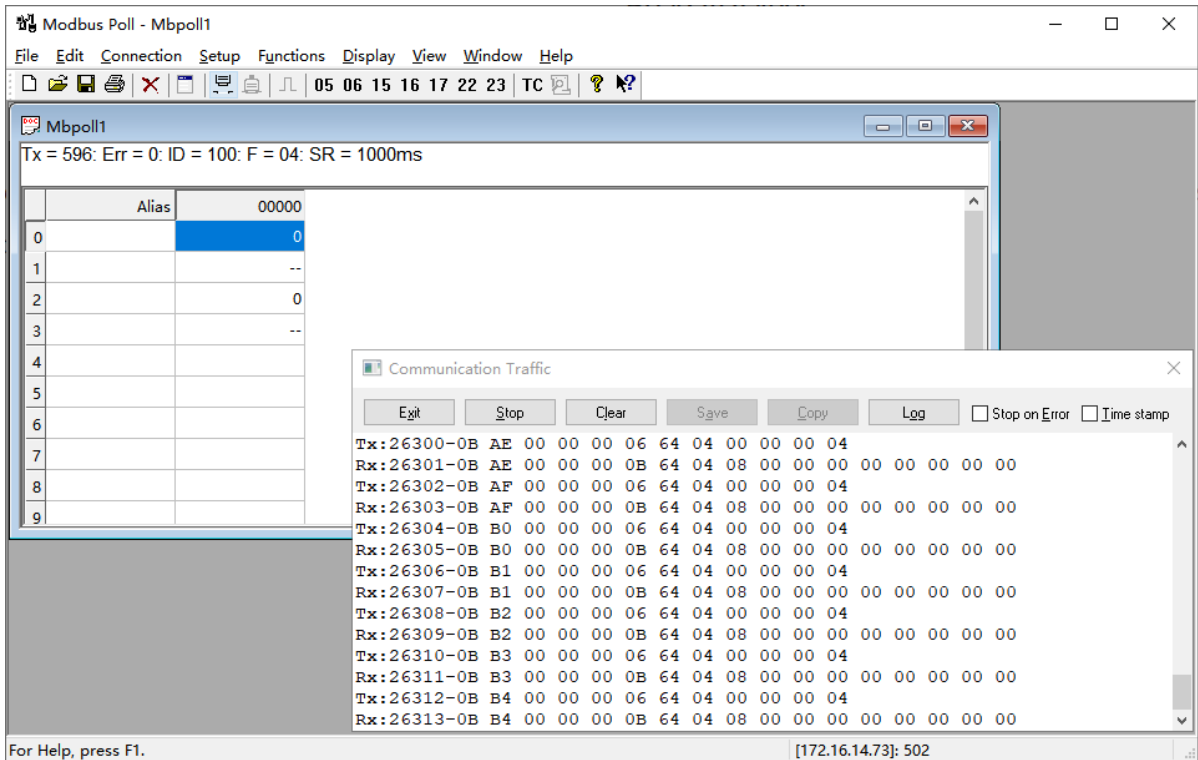 Modbus Poll - Mbpoll1
File Edit Connection Setup Functions Display View Window Help
05 06 15 16 17 22 23 TC
Mbpoll1
Tx = 596: Err = 0: ID = 100: F = 04: SR = 1000ms
Alias 00000
0 0
1 --
2 0
3 --
4
5
6
7
8
9
Communication Traffic
Exit Stop Clear Save Copy Log Stop on Error Time stamp
Tx:26300-0B AE 00 00 00 06 64 04 00 00 00 04
Rx:26301-0B AE 00 00 00 0B 64 04 08 00 00 00 00 00 00 00 00
Tx:26302-0B AF 00 00 00 06 64 04 00 00 00 04
Rx:26303-0B AF 00 00 00 0B 64 04 08 00 00 00 00 00 00 00 00
Tx:26304-0B B0 00 00 00 06 64 04 00 00 00 04
Rx:26305-0B B0 00 00 00 0B 64 04 08 00 00 00 00 00 00 00 00
Tx:26306-0B B1 00 00 00 06 64 04 00 00 00 04
Rx:26307-0B B1 00 00 00 0B 64 04 08 00 00 00 00 00 00 00 00
Tx:26308-0B B2 00 00 00 06 64 04 00 00 00 04
Rx:26309-0B B2 00 00 00 0B 64 04 08 00 00 00 00 00 00 00 00
Tx:26310-0B B3 00 00 00 06 64 04 00 00 00 04
Rx:26311-0B B3 00 00 00 0B 64 04 08 00 00 00 00 00 00 00 00
Tx:26312-0B B4 00 00 00 06 64 04 00 00 00 04
Rx:26313-0B B4 00 00 00 0B 64 04 08 00 00 00 00 00 00 00 00
For Help, press F1. [172.16.14.73]: 502